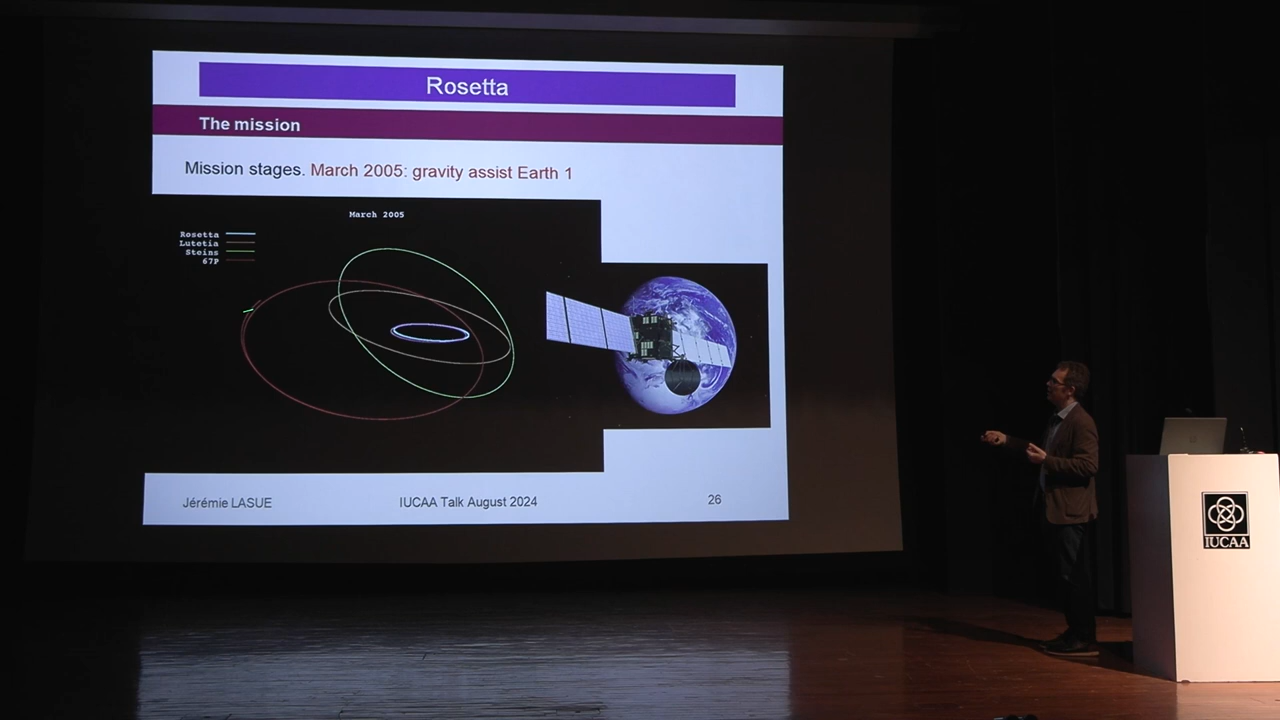 Rosetta
The mission
Mission stages. March 2005: gravity assist Earth 1
March 2005
Rosetta
Lutetia
Steins
67P
Jérémie LASUE
IUCAA Talk August 2024
26
IUCAA